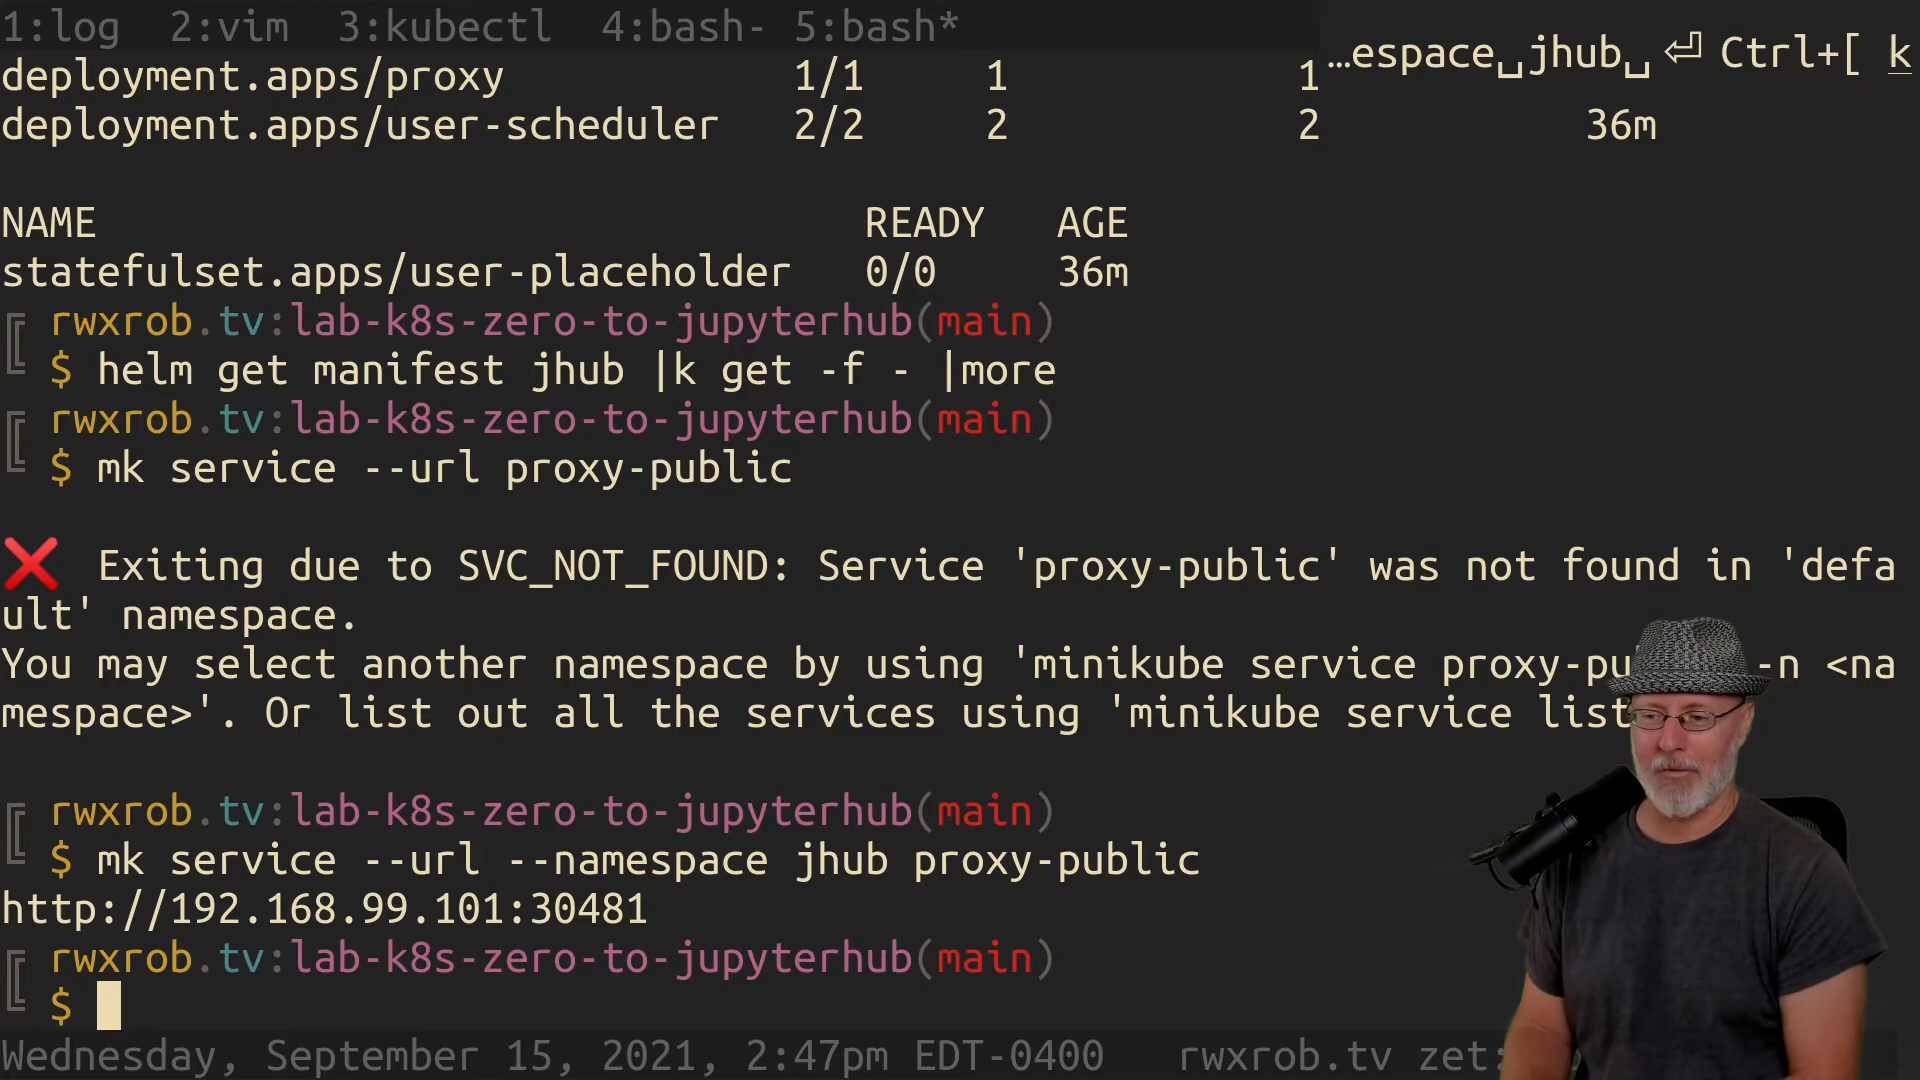 1:log 2:vim 3:kubectl 4:bash- 5:bash*
…espace␣jhub␣⏎ Ctrl+[ k
deployment.apps/proxy 1/1 1 1
deployment.apps/user-scheduler 2/2 2 2 36m
NAME READY AGE
statefulset.apps/user-placeholder 0/0 36m
rwxrob.tv:lab-k8s-zero-to-jupyterhub(main)
$ helm get manifest jhub |k get -f - |more
rwxrob.tv:lab-k8s-zero-to-jupyterhub(main)
$ mk service --url proxy-public
❌ Exiting due to SVC_NOT_FOUND: Service 'proxy-public' was not found in 'defa
ult' namespace.
You may select another namespace by using 'minikube service proxy-pu -n <na
mespace>'. Or list out all the services using 'minikube service list
rwxrob.tv:lab-k8s-zero-to-jupyterhub(main)
$ mk service --url --namespace jhub proxy-public
http://192.168.99.101:30481
rwxrob.tv:lab-k8s-zero-to-jupyterhub(main)
$
Wednesday, September 15, 2021, 2:47pm EDT-0400 rwxrob.tv zet: